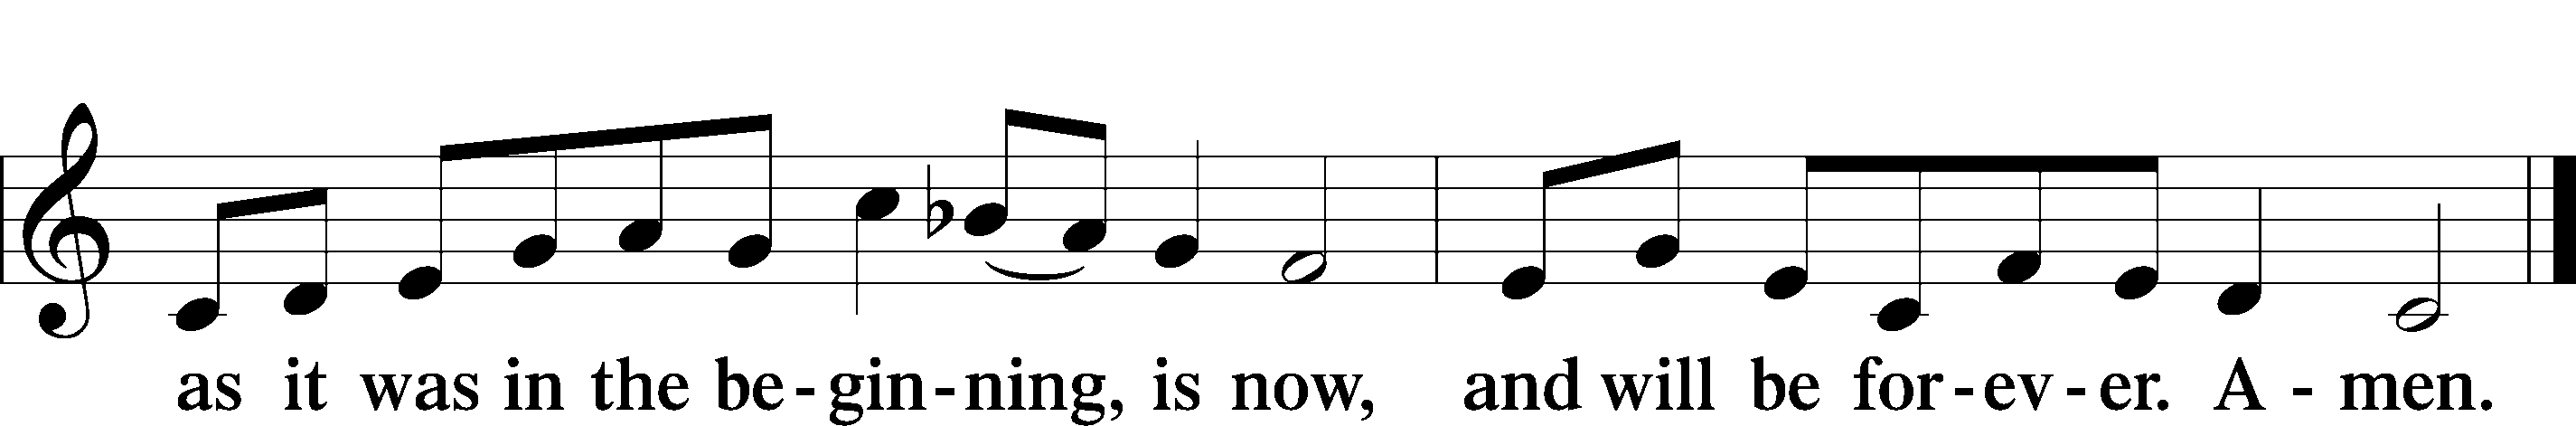 as it was in the be-gin-ning, is now, and will be for-ev-er. A-men.